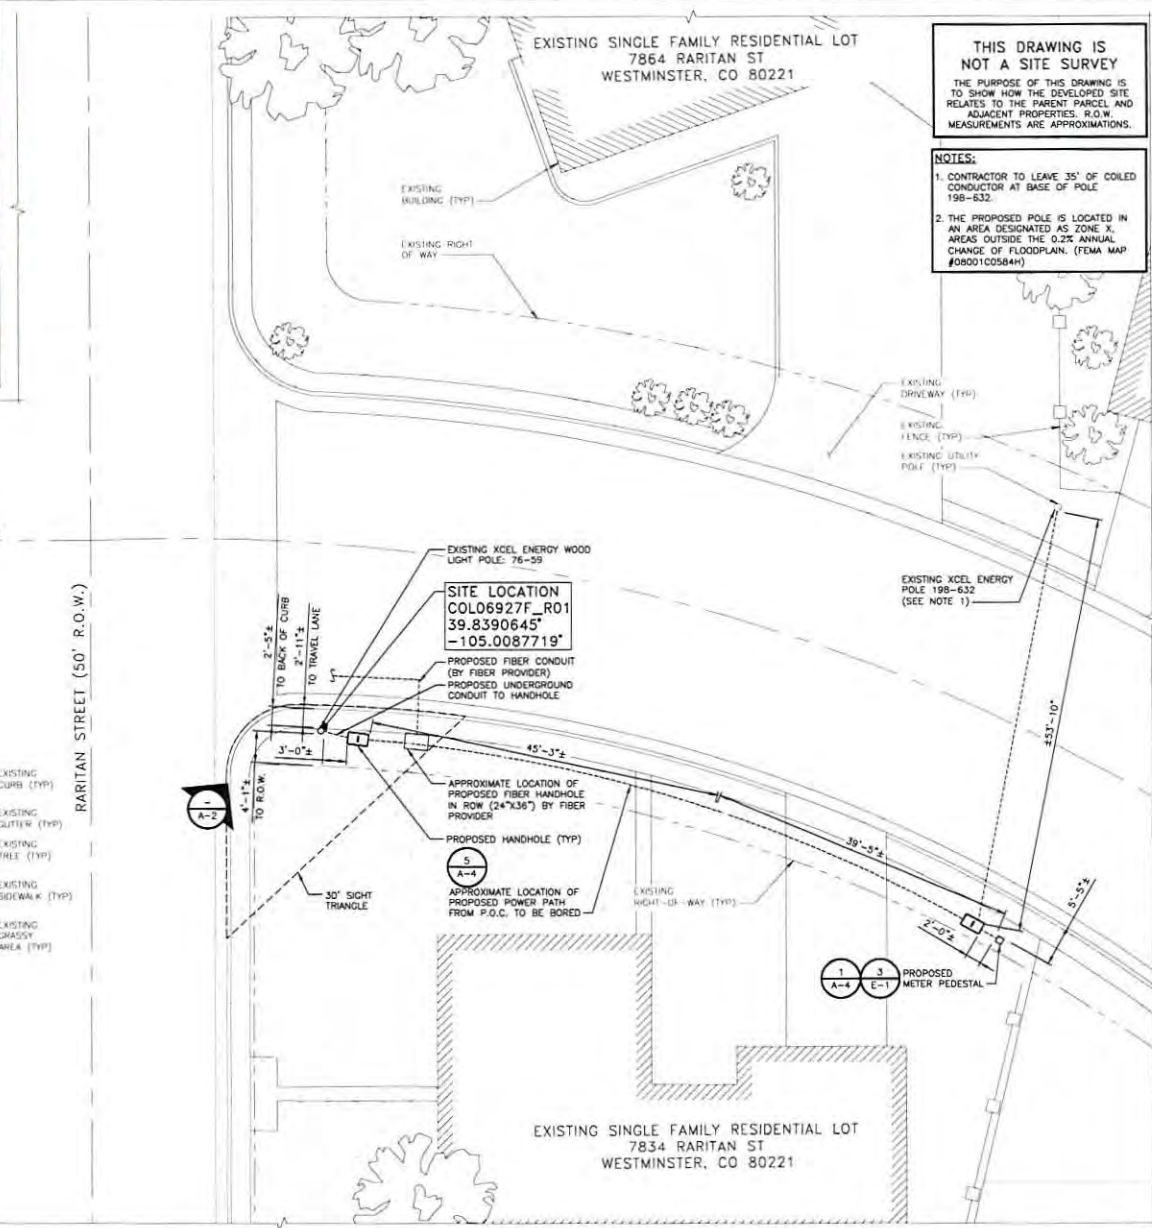 EXISTING SINGLE FAMILY RESIDENTIAL LOT
7864 RARITAN ST
WESTMINSTER, CO 80221
THIS DRAWING IS
NOT A SITE SURVEY
THE PURPOSE OF THIS DRAWING IS
TO SHOW HOW THE DEVELOPED SITE
RELATES TO THE PARENT PARCEL AND
ADJACENT PROPERTIES. R.O.W.
MEASUREMENTS ARE APPROXIMATIONS.
NOTES:
1. CONTRACTOR TO LEAVE 35' OF COILED
CONDUCTOR AT BASE OF POLE
198-632.
2. THE PROPOSED POLE IS LOCATED IN
AN AREA DESIGNATED AS ZONE X,
AREAS OUTSIDE THE 0.2% ANNUAL
CHANGE OF FLOODPLAIN. (FEMA MAP
#08001C0584H)
EXISTING
BUILDING (TYP)
EXISTING RIGHT
OF WAY
EXISTING
DRIVEWAY (TYP)
EXISTING
FENCE (TYP)
EXISTING UTILITY
POLE (TYP)
EXISTING XCEL ENERGY
POLE 198-632
(SEE NOTE 1)
±53'-10"
EXISTING XCEL ENERGY WOOD
LIGHT POLE: 76-59
SITE LOCATION
COL06927F_R01
39.8390645°
-105.0087719°
PROPOSED FIBER CONDUIT
(BY FIBER PROVIDER)
PROPOSED UNDERGROUND
CONDUIT TO HANDHOLE
2'-5"±
TO BACK OF CURB
2'-11"±
TO TRAVEL LANE
RARITAN STREET (50' R.O.W.)
3'-0"±
4'-1"±
TO R.O.W.
45'-3"±
APPROXIMATE LOCATION OF
PROPOSED FIBER HANDHOLE
IN ROW (24"X36") BY FIBER
PROVIDER
PROPOSED HANDHOLE (TYP)
5
A-4
APPROXIMATE LOCATION OF
PROPOSED POWER PATH
FROM P.O.C. TO BE BORED
-
A-2
30' SIGHT
TRIANGLE
EXISTING
RIGHT-OF-WAY (TYP)
39'-5"±
5'-5"±
2'-0"±
1
A-4
3
E-1
PROPOSED
METER PEDESTAL
EXISTING
CURB (TYP)
EXISTING
GUTTER (TYP)
EXISTING
TREE (TYP)
EXISTING
SIDEWALK (TYP)
EXISTING
GRASSY
AREA (TYP)
EXISTING SINGLE FAMILY RESIDENTIAL LOT
7834 RARITAN ST
WESTMINSTER, CO 80221